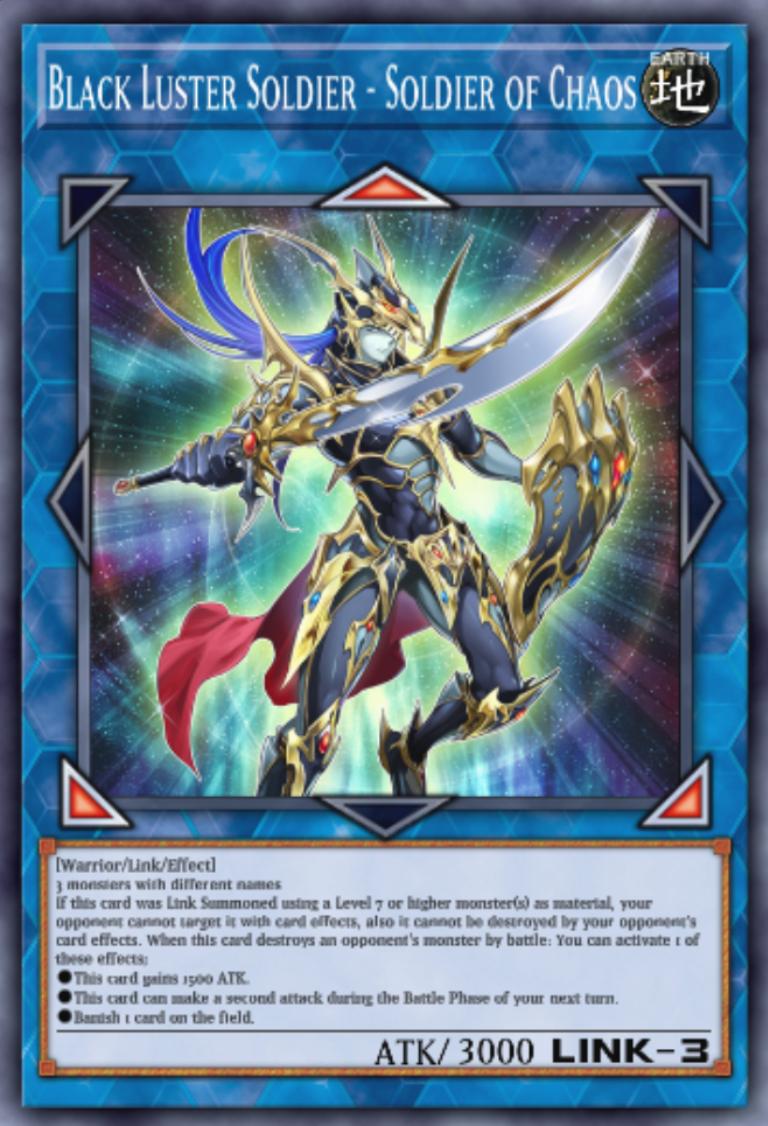 BLACK LUSTER SOLDIER - SOLDIER OF CHAOS
EARTH
地
[Warrior/Link/Effect]
3 monsters with different names
If this card was Link Summoned using a Level 7 or higher monster(s) as material, your
opponent cannot target it with card effects, also it cannot be destroyed by your opponent's
card effects. When this card destroys an opponent's monster by battle: You can activate 1 of
these effects;
●This card gains 1500 ATK.
●This card can make a second attack during the Battle Phase of your next turn.
●Banish 1 card on the field.
ATK/ 3000 LINK-3